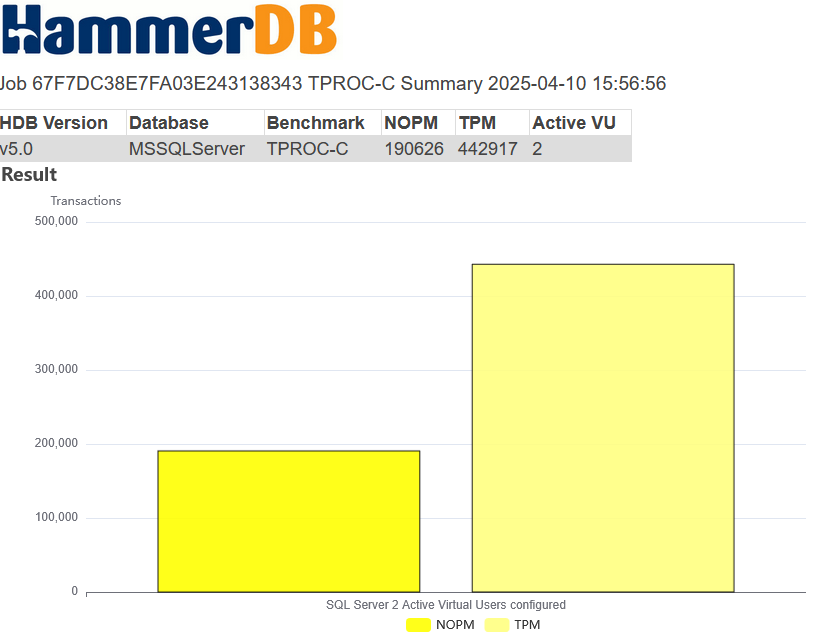 HammerDB
Job 67F7DC38E7FA03E243138343 TPROC-C Summary 2025-04-10 15:56:56
HDB Version Database Benchmark NOPM TPM Active VU
v5.0 MSSQLServer TPROC-C 190626 442917 2
Result
Transactions
500,000
400,000
300,000
200,000
100,000
0
SQL Server 2 Active Virtual Users configured
NOPM TPM